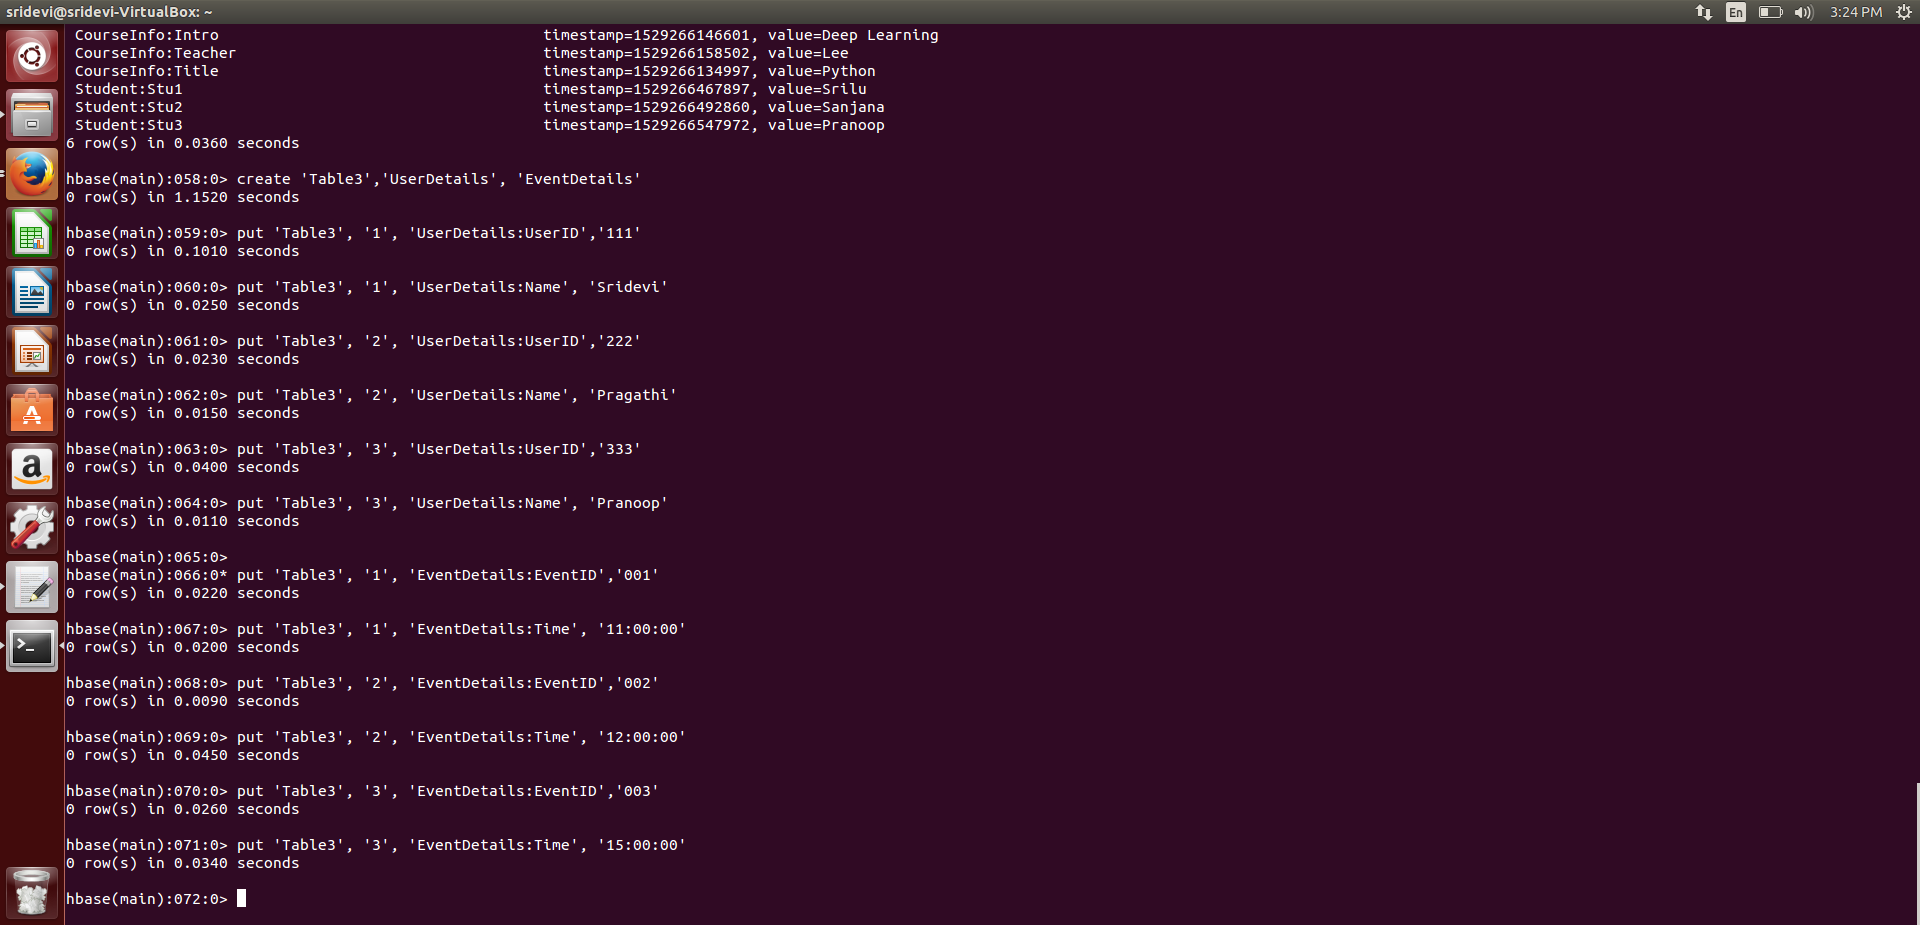 sridevi@sridevi-VirtualBox: ~
En
3:24 PM
CourseInfo:Intro timestamp=1529266146601, value=Deep Learning
CourseInfo:Teacher timestamp=1529266158502, value=Lee
CourseInfo:Title timestamp=1529266134997, value=Python
Student:Stu1 timestamp=1529266467897, value=Srilu
Student:Stu2 timestamp=1529266492860, value=Sanjana
Student:Stu3 timestamp=1529266547972, value=Pranoop
6 row(s) in 0.0360 seconds
hbase(main):058:0> create 'Table3','UserDetails', 'EventDetails'
0 row(s) in 1.1520 seconds
hbase(main):059:0> put 'Table3', '1', 'UserDetails:UserID','111'
0 row(s) in 0.1010 seconds
hbase(main):060:0> put 'Table3', '1', 'UserDetails:Name', 'Sridevi'
0 row(s) in 0.0250 seconds
hbase(main):061:0> put 'Table3', '2', 'UserDetails:UserID','222'
0 row(s) in 0.0230 seconds
hbase(main):062:0> put 'Table3', '2', 'UserDetails:Name', 'Pragathi'
0 row(s) in 0.0150 seconds
hbase(main):063:0> put 'Table3', '3', 'UserDetails:UserID','333'
0 row(s) in 0.0400 seconds
hbase(main):064:0> put 'Table3', '3', 'UserDetails:Name', 'Pranoop'
0 row(s) in 0.0110 seconds
hbase(main):065:0>
hbase(main):066:0* put 'Table3', '1', 'EventDetails:EventID','001'
0 row(s) in 0.0220 seconds
hbase(main):067:0> put 'Table3', '1', 'EventDetails:Time', '11:00:00'
0 row(s) in 0.0200 seconds
hbase(main):068:0> put 'Table3', '2', 'EventDetails:EventID','002'
0 row(s) in 0.0090 seconds
hbase(main):069:0> put 'Table3', '2', 'EventDetails:Time', '12:00:00'
0 row(s) in 0.0450 seconds
hbase(main):070:0> put 'Table3', '3', 'EventDetails:EventID','003'
0 row(s) in 0.0260 seconds
hbase(main):071:0> put 'Table3', '3', 'EventDetails:Time', '15:00:00'
0 row(s) in 0.0340 seconds
hbase(main):072:0>